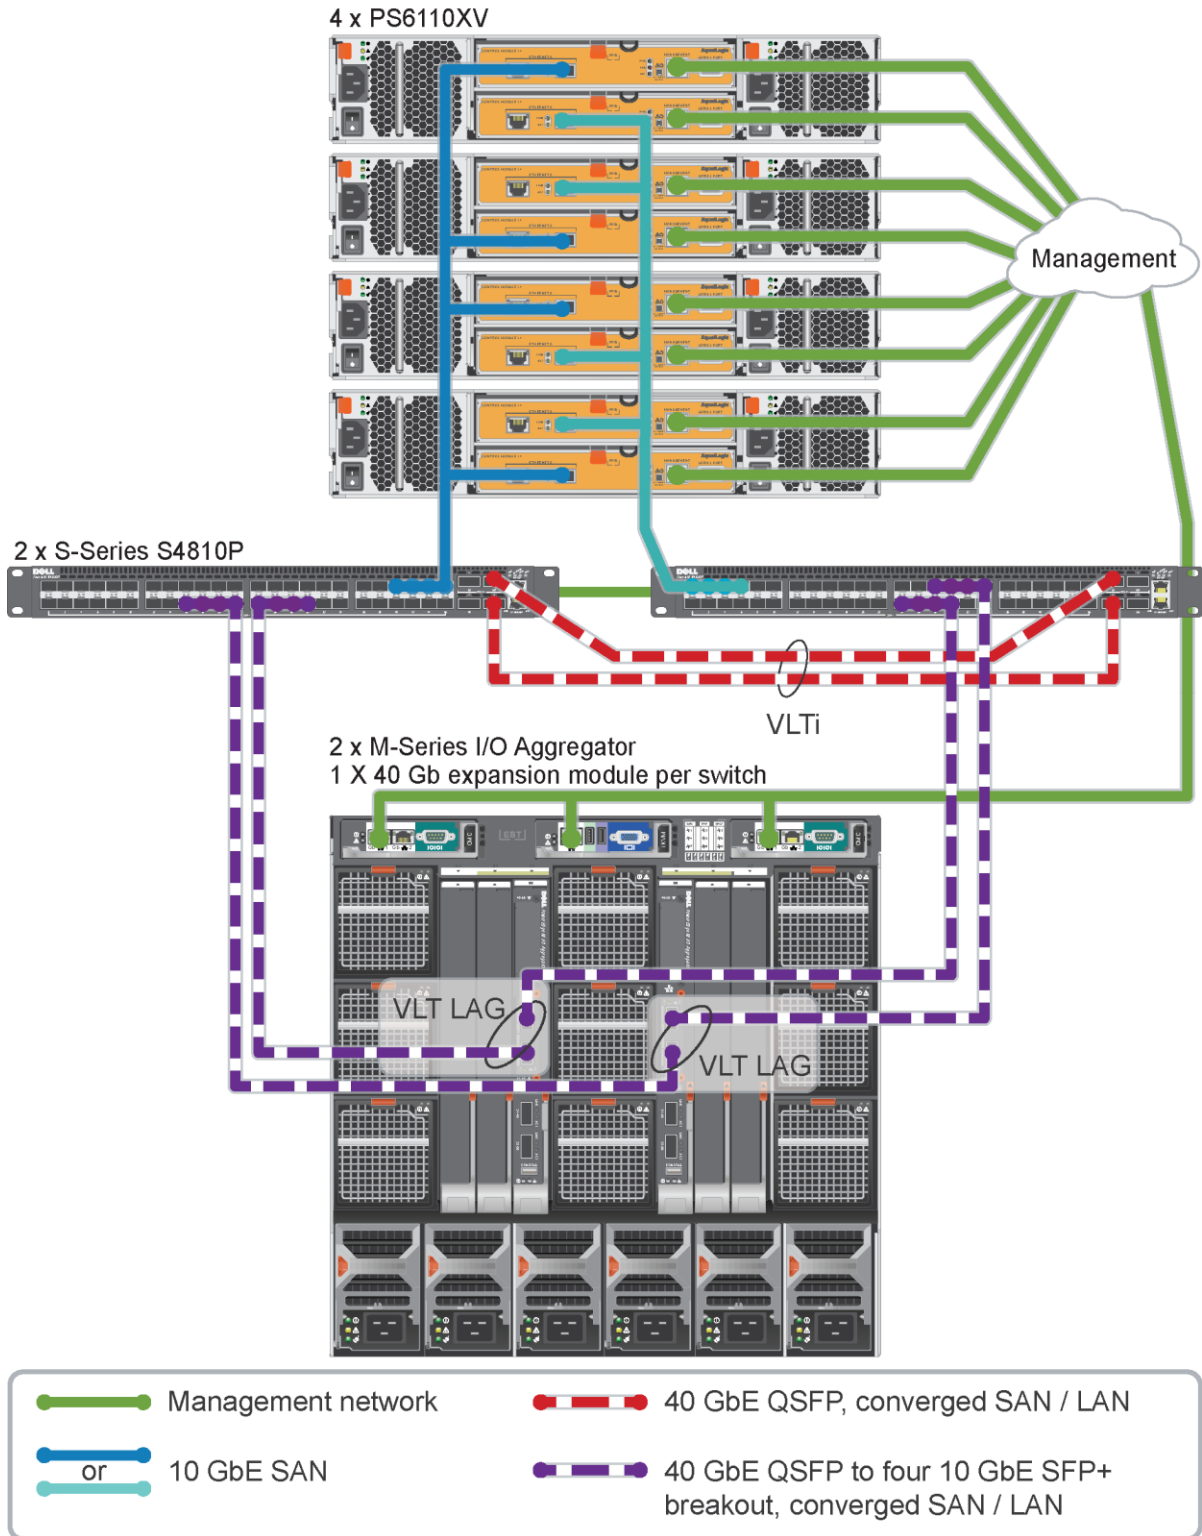 4 x PS6110XV
Management
2 x S-Series S4810P
DELL
DELL
VLTi
2 x M-Series I/O Aggregator
1 X 40 Gb expansion module per switch
VLT LAG
VLT LAG
Management network
40 GbE QSFP, converged SAN / LAN
or
10 GbE SAN
40 GbE QSFP to four 10 GbE SFP+
breakout, converged SAN / LAN